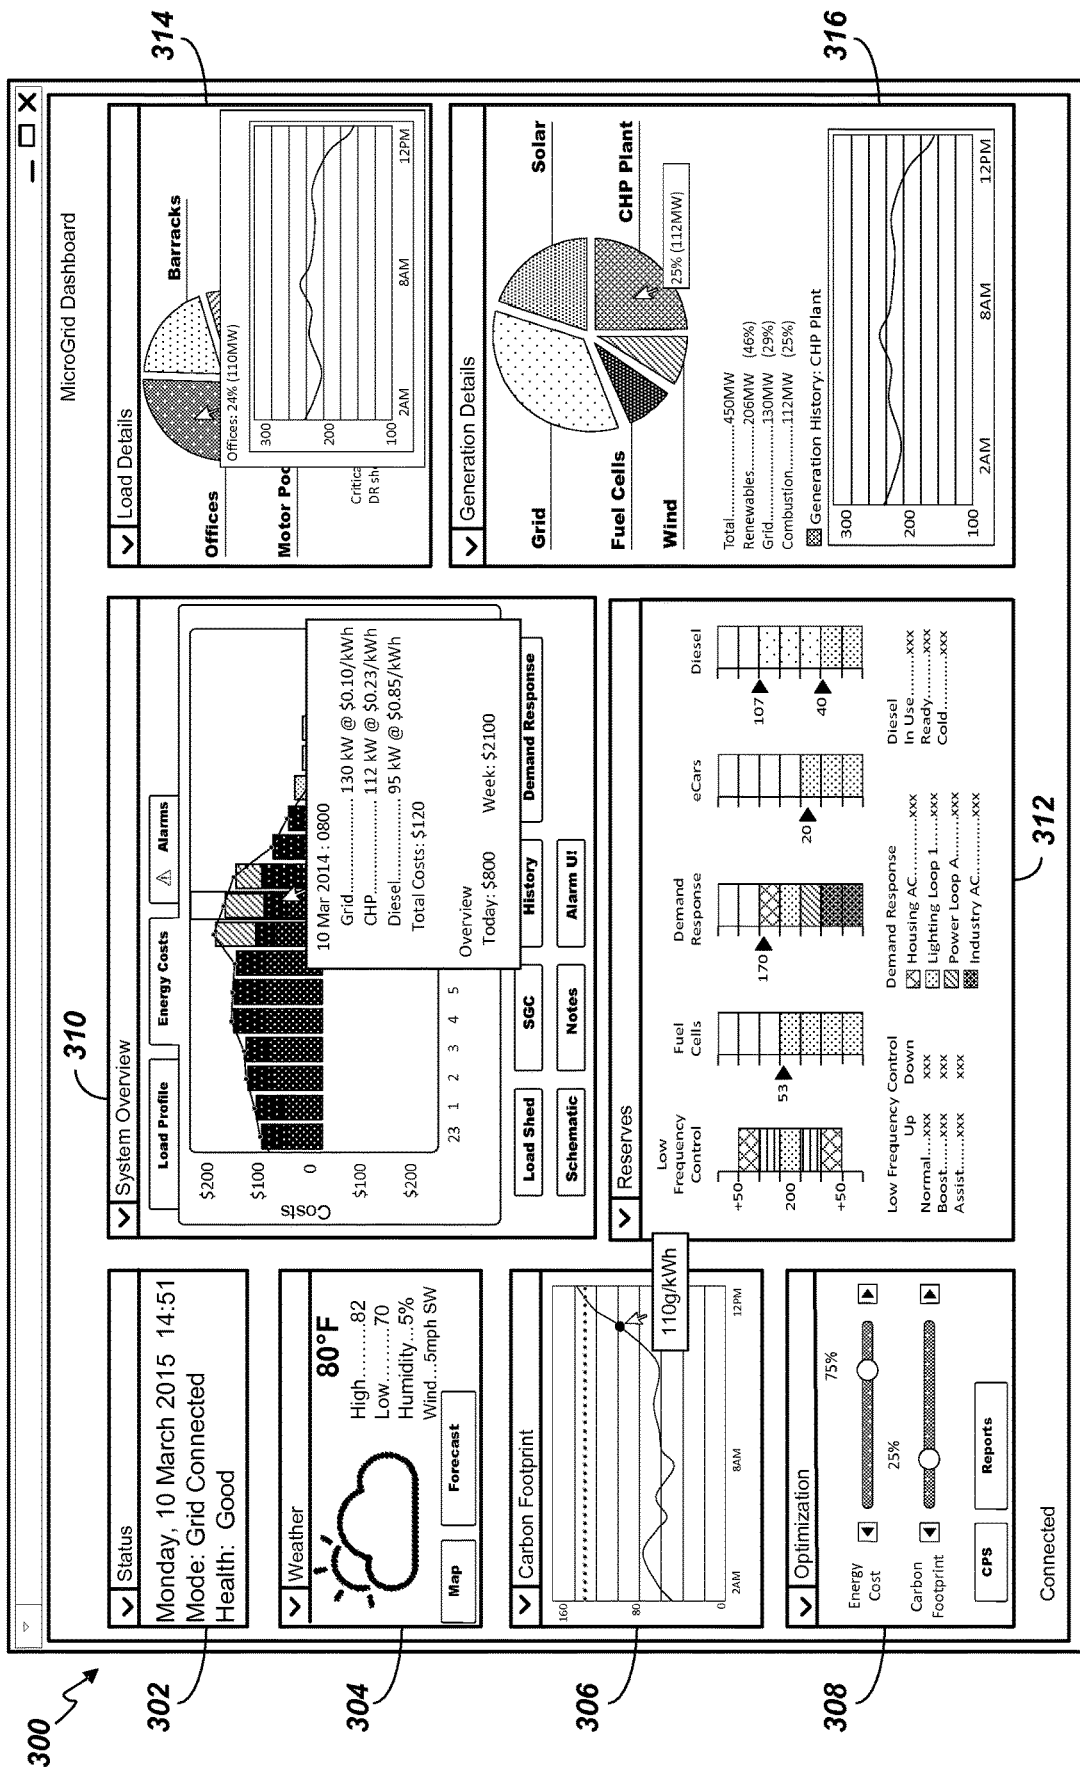 300
MicroGrid Dashboard
302
Status
Monday, 10 March 2015 14:51
Mode: Grid Connected
Health: Good
304
Weather
80°F
High.........82
Low.........70
Humidity...5%
Wind...5mph SW
Map
Forecast
306
Carbon Footprint
160
80
0
2AM
8AM
12PM
110g/kWh
308
Optimization
Energy
Cost
75%
Carbon
Footprint
25%
CPS
Reports
Connected
310
System Overview
Load Profile
Energy Costs
Alarms
Costs
$200
$100
0
$100
$200
23 1 2 3 4 5
10 Mar 2014 : 0800
Grid............. 130 kW @ $0.10/kWh
CHP............. 112 kW @ $0.23/kWh
Diesel.......... 95 kW @ $0.85/kWh
Total Costs: $120
Overview
Today: $800 Week: $2100
Load Shed
SGC
History
Demand Response
Schematic
Notes
Alarm U!
312
Reserves
Low
Frequency
Control
+50
200
+50
Fuel
Cells
53
Demand
Response
170
eCars
20
Diesel
107
40
Low Frequency Control
Up Down
Normal....xxx xxx
Boost.......xxx xxx
Assist.......xxx xxx
Demand Response
Housing AC..........xxx
Lighting Loop 1......xxx
Power Loop A........xxx
Industry AC...........xxx
Diesel
In Use.......xxx
Ready.......xxx
Cold.........xxx
314
Load Details
Offices
Barracks
Motor Poo
Critica
DR she
Offices: 24% (110MW)
300
200
100
2AM
8AM
12PM
316
Generation Details
Grid
Solar
Fuel Cells
CHP Plant
Wind
25% (112MW)
Total............450MW
Renewables.....206MW (46%)
Grid..............130MW (29%)
Combustion.....112MW (25%)
Generation History: CHP Plant
300
200
100
2AM
8AM
12PM